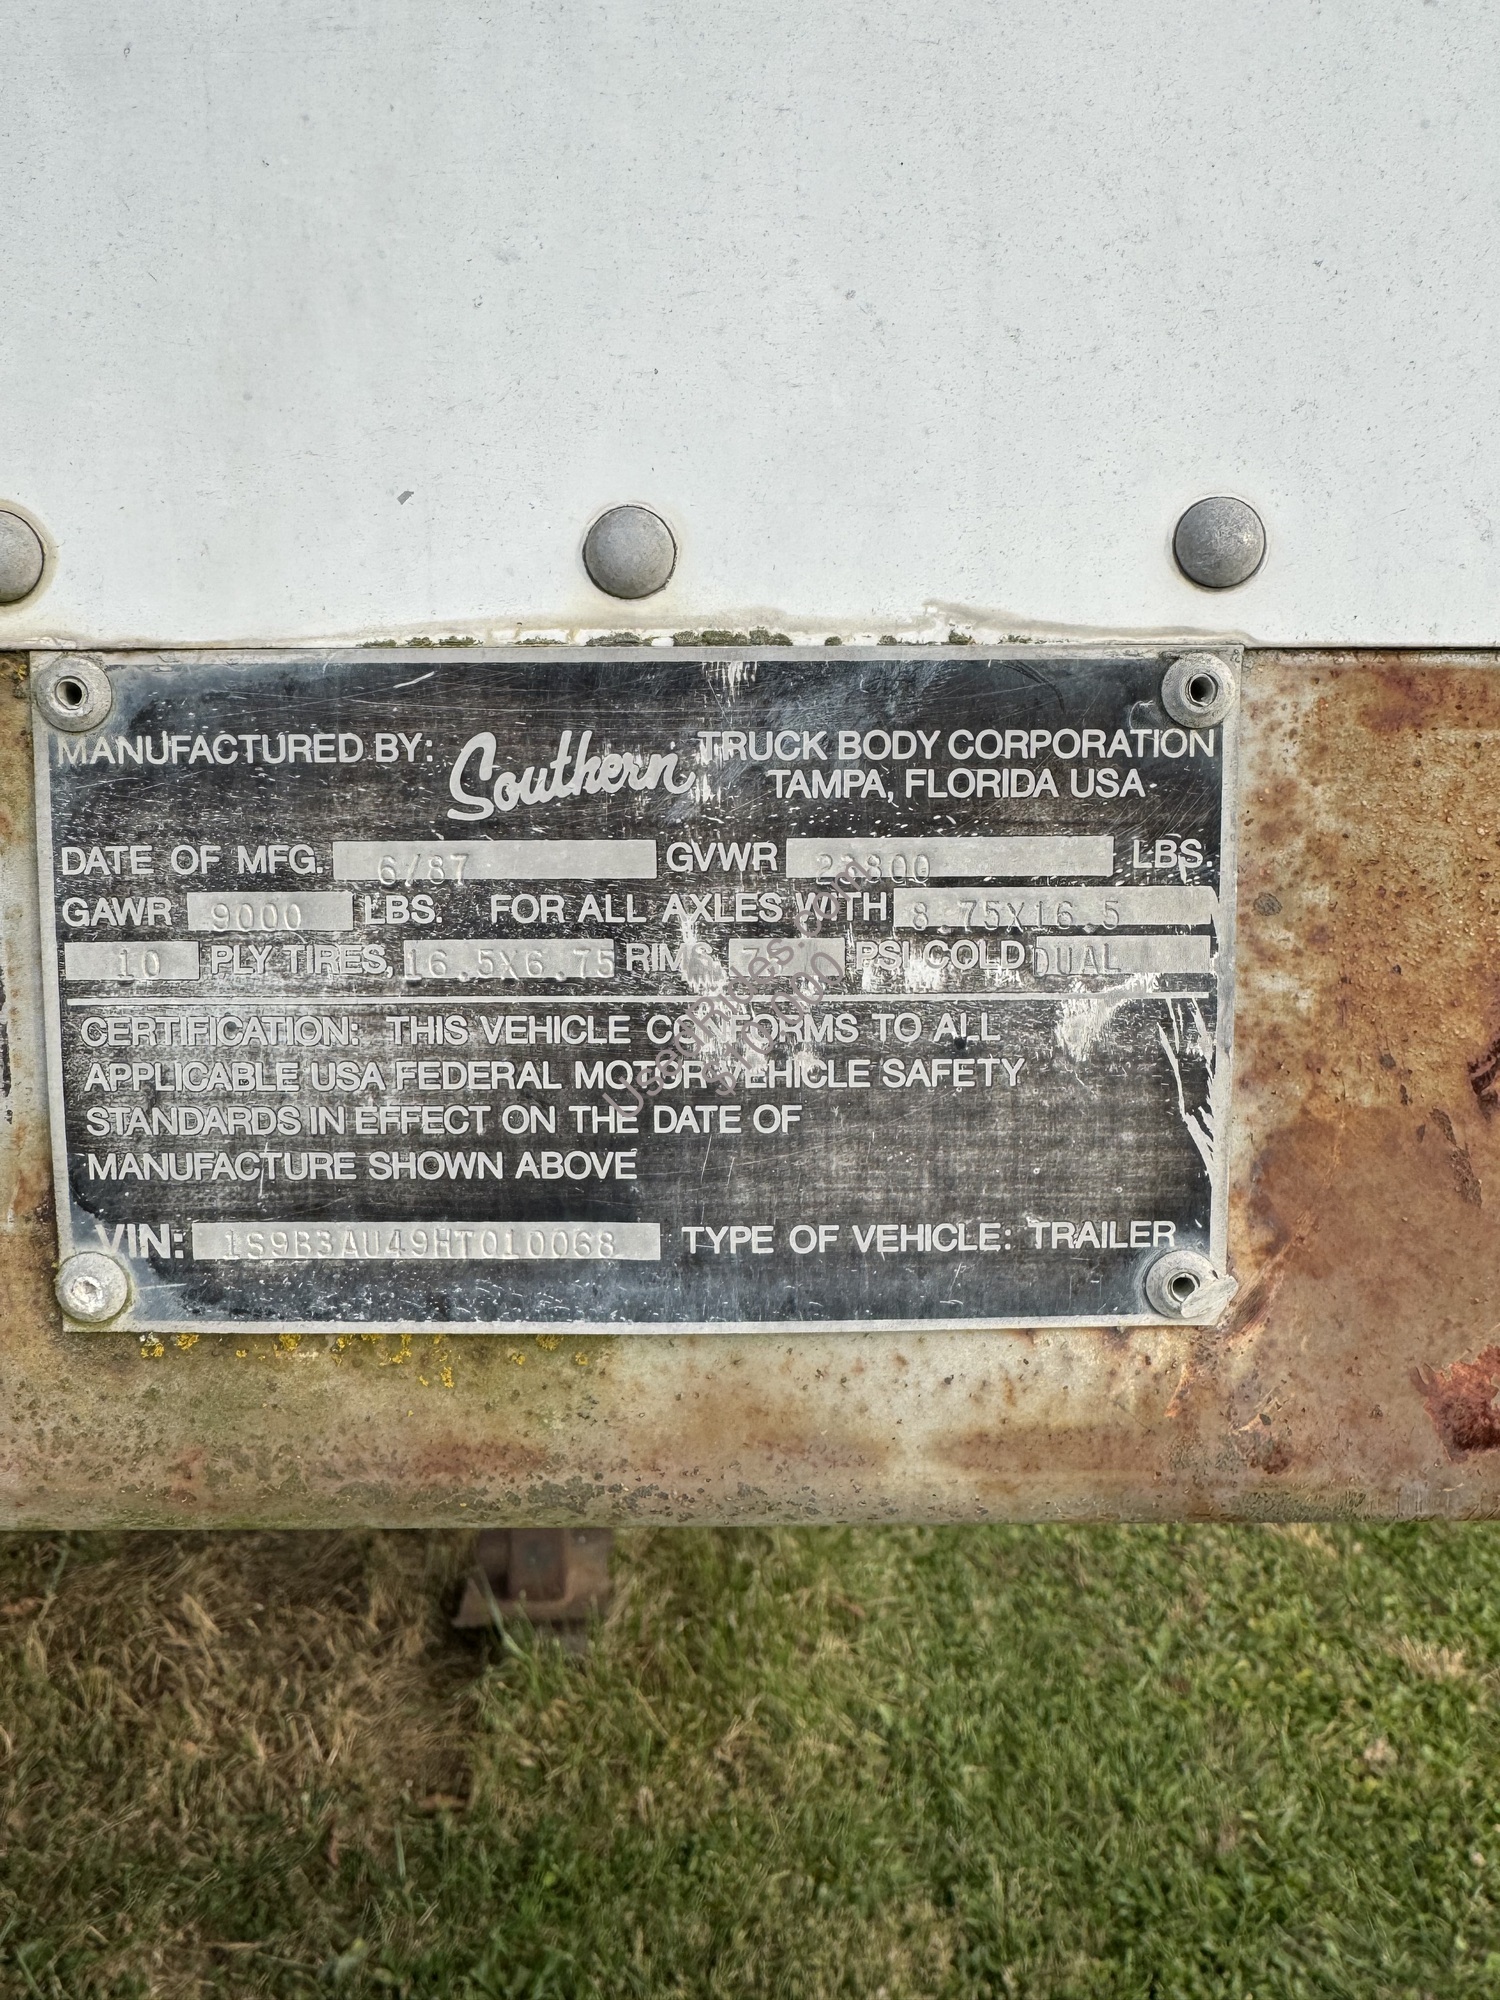 MANUFACTURED BY: Southern TRUCK BODY CORPORATION
TAMPA, FLORIDA USA
DATE OF MFG. 6/87 GVWR LBS.
GAWR 9000 LBS. FOR ALL AXLES WITH 8.75X16.5
10 PLY TIRES, 16.5X6.75 RIMS PSI COLD DUAL
CERTIFICATION: THIS VEHICLE CONFORMS TO ALL
APPLICABLE USA FEDERAL MOTOR VEHICLE SAFETY
STANDARDS IN EFFECT ON THE DATE OF
MANUFACTURE SHOWN ABOVE
VIN: 1S9B3AU49HT010068 TYPE OF VEHICLE: TRAILER
UsedRides.com